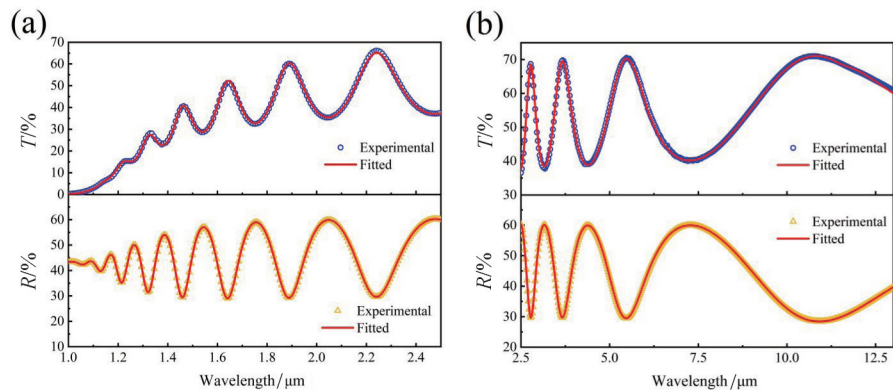 (a)
T/%
70
60
50
40
30
20
10
0
Experimental
Fitted
R/%
60
50
40
30
20
10
Experimental
Fitted
1.0 1.2 1.4 1.6 1.8 2.0 2.2 2.4
Wavelength/μm
(b)
T/%
70
60
50
40
30
Experimental
Fitted
R/%
60
50
40
30
20
Experimental
Fitted
2.5 5.0 7.5 10.0 12.5
Wavelength/μm